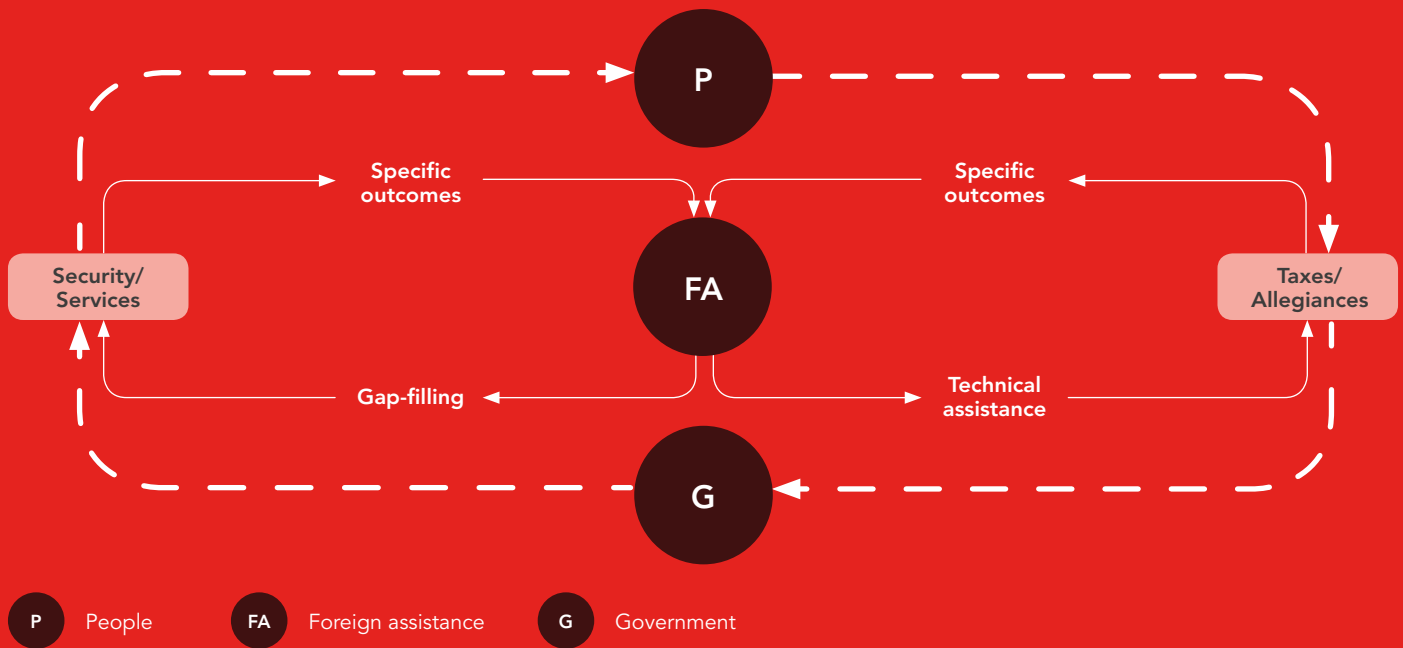 P
Specific
outcomes
Specific
outcomes
Security/
Services
FA
Taxes/
Allegiances
Gap-filling
Technical
assistance
G
P People
FA Foreign assistance
G Government